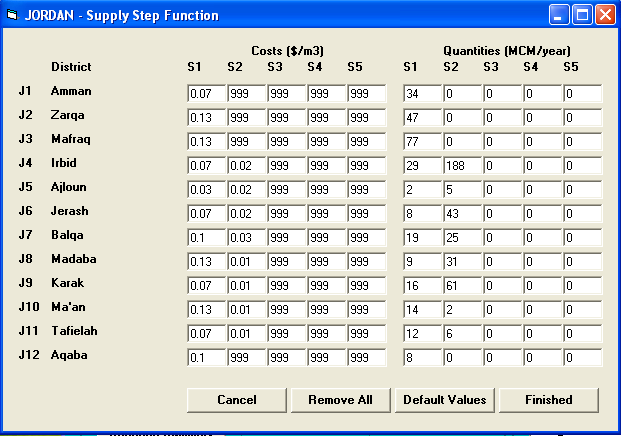 JORDAN - Supply Step Function
Costs ($/m3) Quantities (MCM/year)
District S1 S2 S3 S4 S5 S1 S2 S3 S4 S5
J1 Amman 0.07 999 999 999 999 34 0 0 0 0
J2 Zarqa 0.13 999 999 999 999 47 0 0 0 0
J3 Mafraq 0.13 999 999 999 999 77 0 0 0 0
J4 Irbid 0.07 0.02 999 999 999 29 188 0 0 0
J5 Ajloun 0.03 0.02 999 999 999 2 5 0 0 0
J6 Jerash 0.07 0.02 999 999 999 8 43 0 0 0
J7 Balqa 0.1 0.03 999 999 999 19 25 0 0 0
J8 Madaba 0.13 0.01 999 999 999 9 31 0 0 0
J9 Karak 0.07 0.01 999 999 999 16 61 0 0 0
J10 Ma'an 0.13 0.01 999 999 999 14 2 0 0 0
J11 Tafielah 0.07 0.01 999 999 999 12 6 0 0 0
J12 Aqaba 0.1 999 999 999 999 8 0 0 0 0
Cancel Remove All Default Values Finished